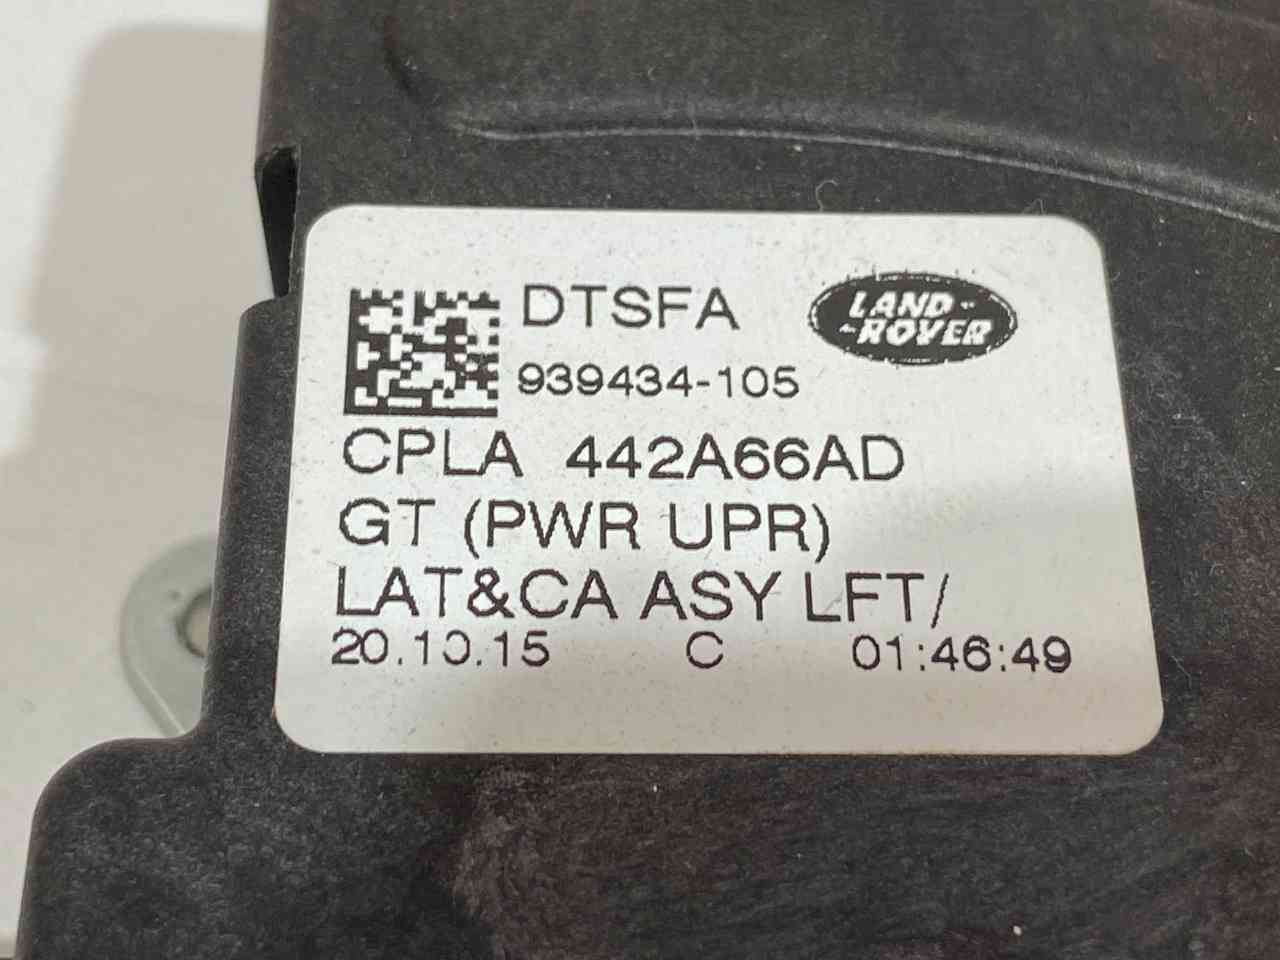 DTSFA
LAND-
-ROVER
939434-105
CPLA 442A66AD
GT (PWR UPR)
LAT&CA ASY LFT/
20.10.15 C 01:46:49